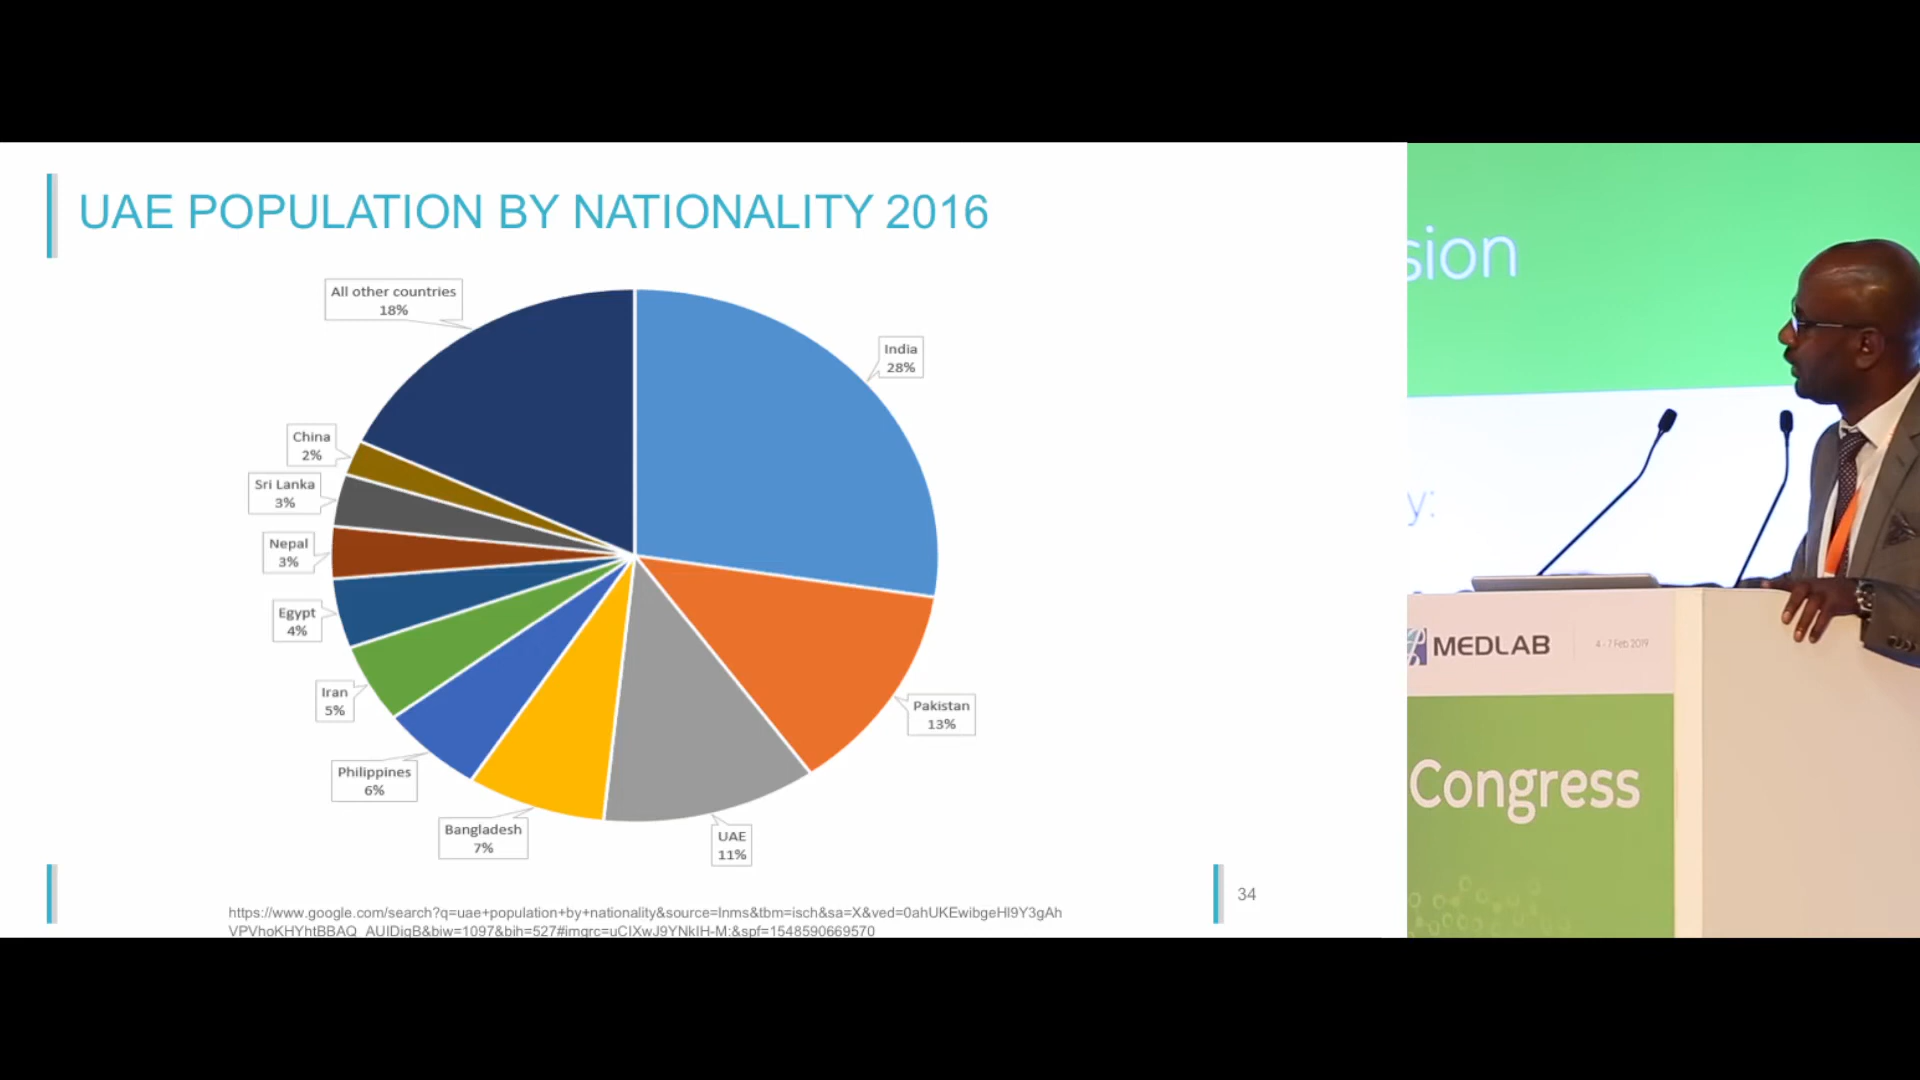 UAE POPULATION BY NATIONALITY 2016
All other countries
18%
India
28%
China
2%
Sri Lanka
3%
Nepal
3%
Egypt
4%
Iran
5%
Pakistan
13%
Philippines
6%
Bangladesh
7%
UAE
11%
34
https://www.google.com/search?q=uae+population+by+nationality&source=lnms&tbm=isch&sa=X&ved=0ahUKEwibgeHl9Y3gAh
VPVhoKHYhtBBAQ_AUIDigB&biw=1097&bih=527#imgrc=uCIXwJ9YNkIH-M:&spf=1548590669570
sion
y:
MEDLAB
4 - 7 Feb 2019
Congress